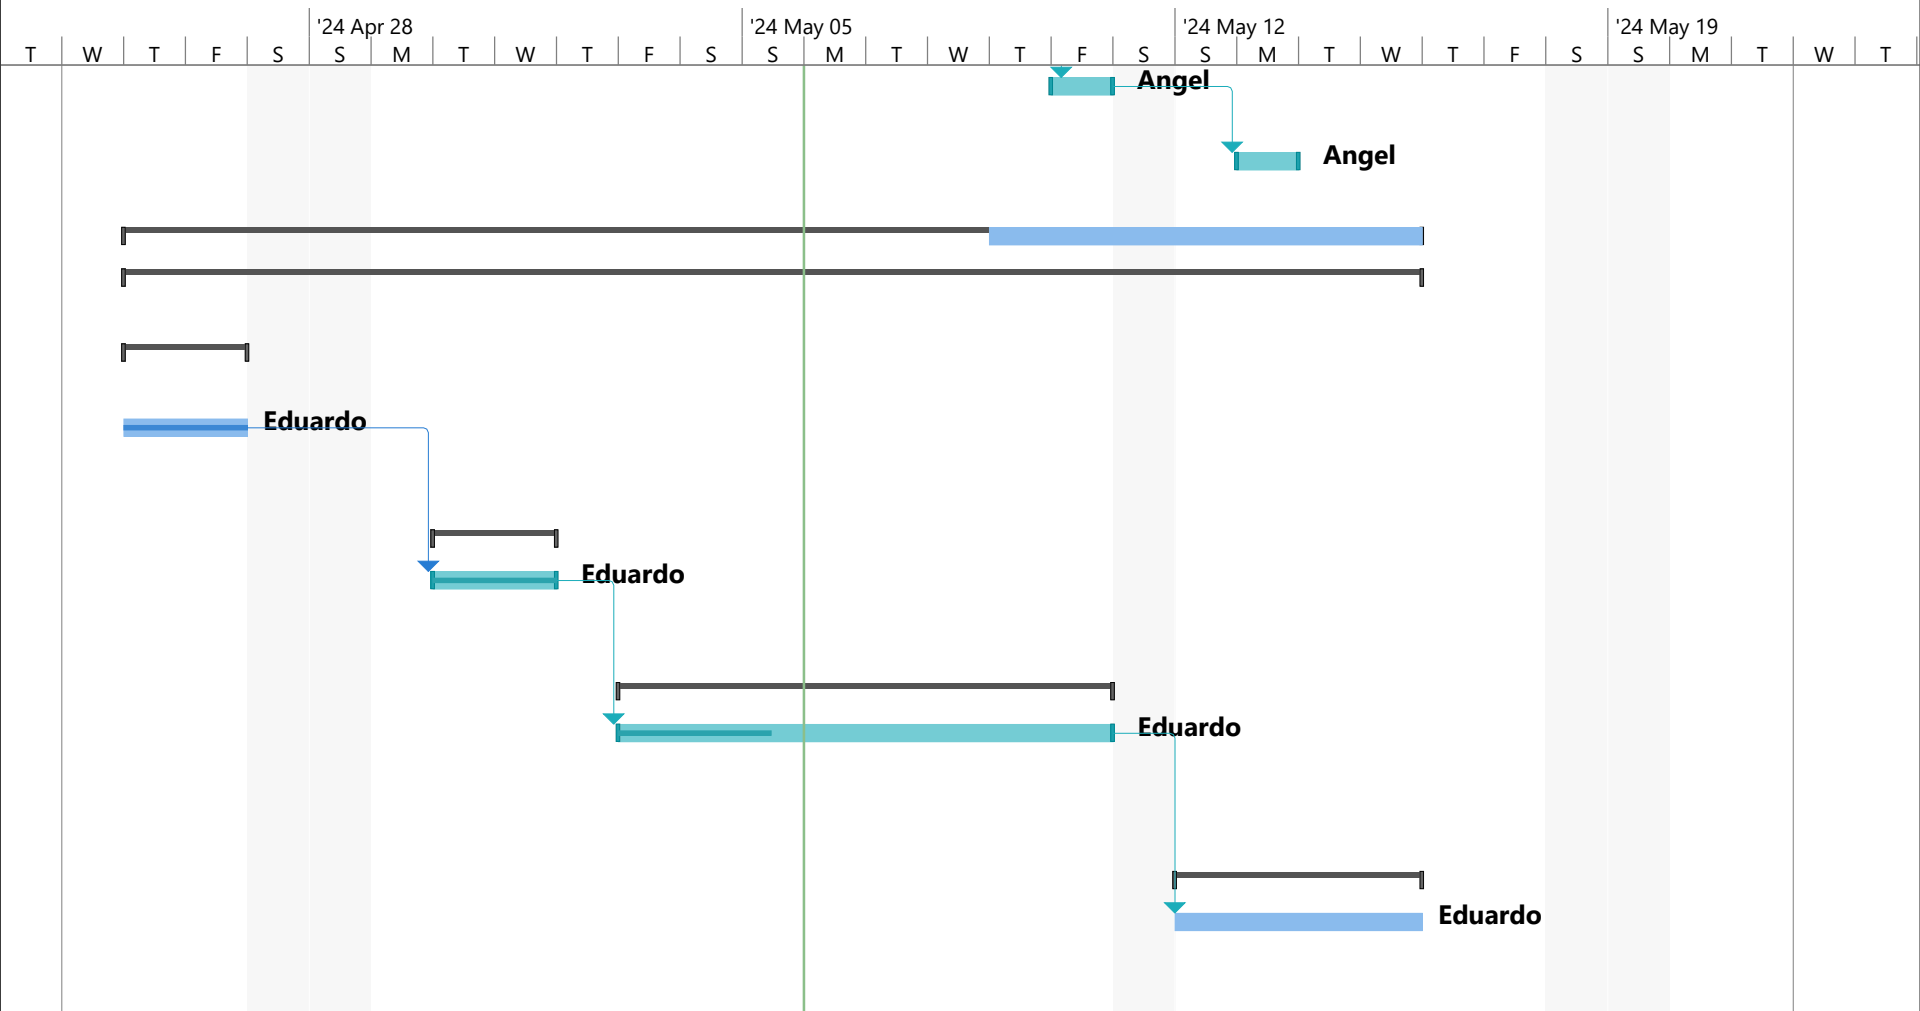 '24 Apr 28 '24 May 05 '24 May 12 '24 May 19
T W T F S S M T W T F S S M T W T F S S M T W T F S S M T W T
Angel
Angel
Eduardo
Eduardo
Eduardo
Eduardo